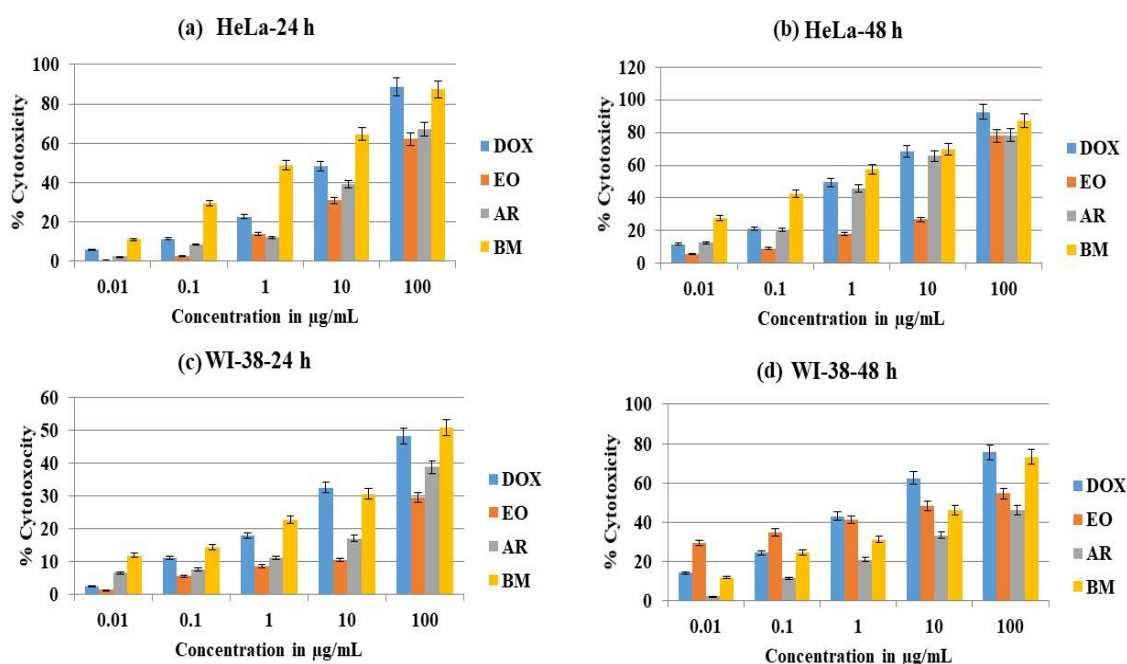 (a) HeLa-24 h
% Cytotoxicity
100
80
60
40
20
0
0.01 0.1 1 10 100
Concentration in µg/mL
DOX
EO
AR
BM
(b) HeLa-48 h
% Cytotoxicity
120
100
80
60
40
20
0
0.01 0.1 1 10 100
Concentration in µg/mL
DOX
EO
AR
BM
(c) WI-38-24 h
% Cytotoxocity
60
50
40
30
20
10
0
0.01 0.1 1 10 100
Concentration in µg/mL
DOX
EO
AR
BM
(d) WI-38-48 h
% Cytotoxicity
100
80
60
40
20
0
0.01 0.1 1 10 100
Concentration in µg/mL
DOX
EO
AR
BM